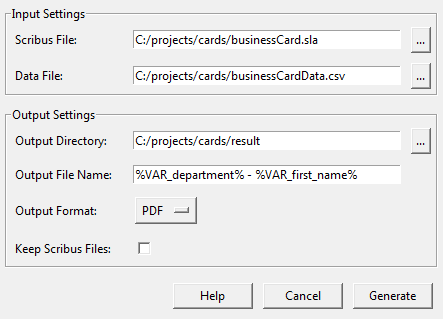 Input Settings
Scribus File: C:/projects/cards/businessCard.sla ...
Data File: C:/projects/cards/businessCardData.csv ...
Output Settings
Output Directory: C:/projects/cards/result ...
Output File Name: %VAR_department% - %VAR_first_name%
Output Format: PDF
Keep Scribus Files:
Help Cancel Generate